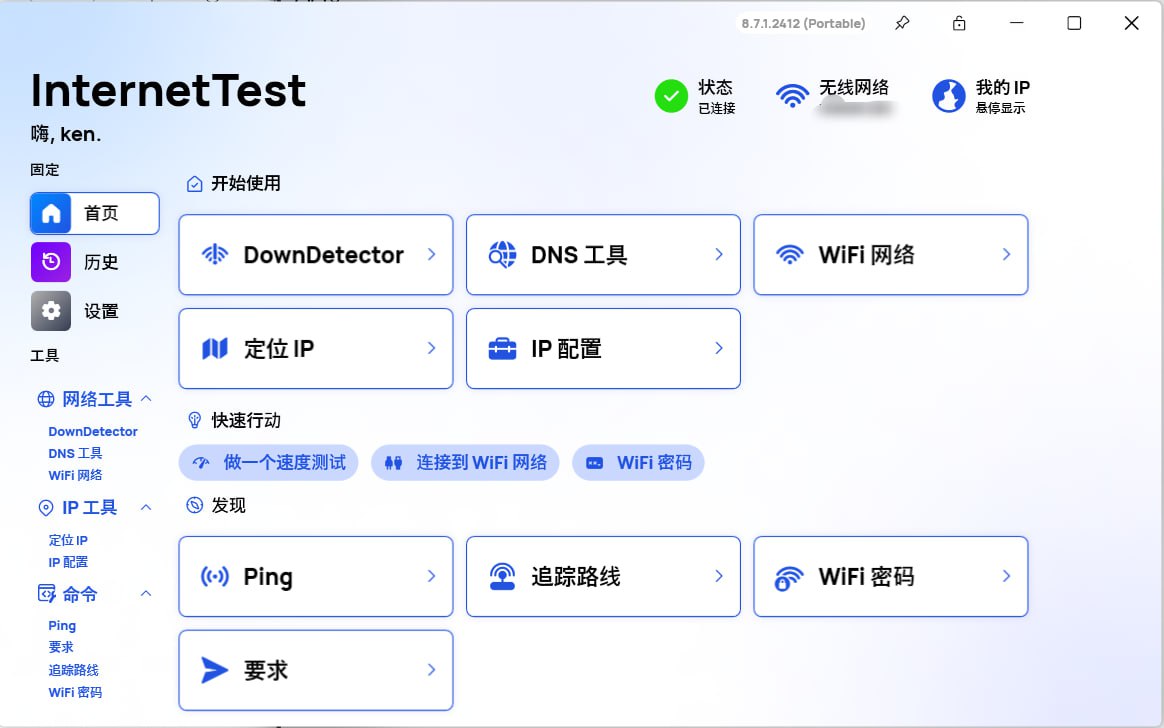 8.7.1.2412 (Portable)
InternetTest
嗨, ken.
状态
已连接
无线网络
我的 IP
悬停显示
固定
首页
历史
设置
工具
网络工具
DownDetector
DNS 工具
WiFi 网络
IP 工具
定位 IP
IP 配置
命令
Ping
要求
追踪路线
WiFi 密码
开始使用
DownDetector
DNS 工具
WiFi 网络
定位 IP
IP 配置
快速行动
做一个速度测试
连接到 WiFi 网络
WiFi 密码
发现
Ping
追踪路线
WiFi 密码
要求